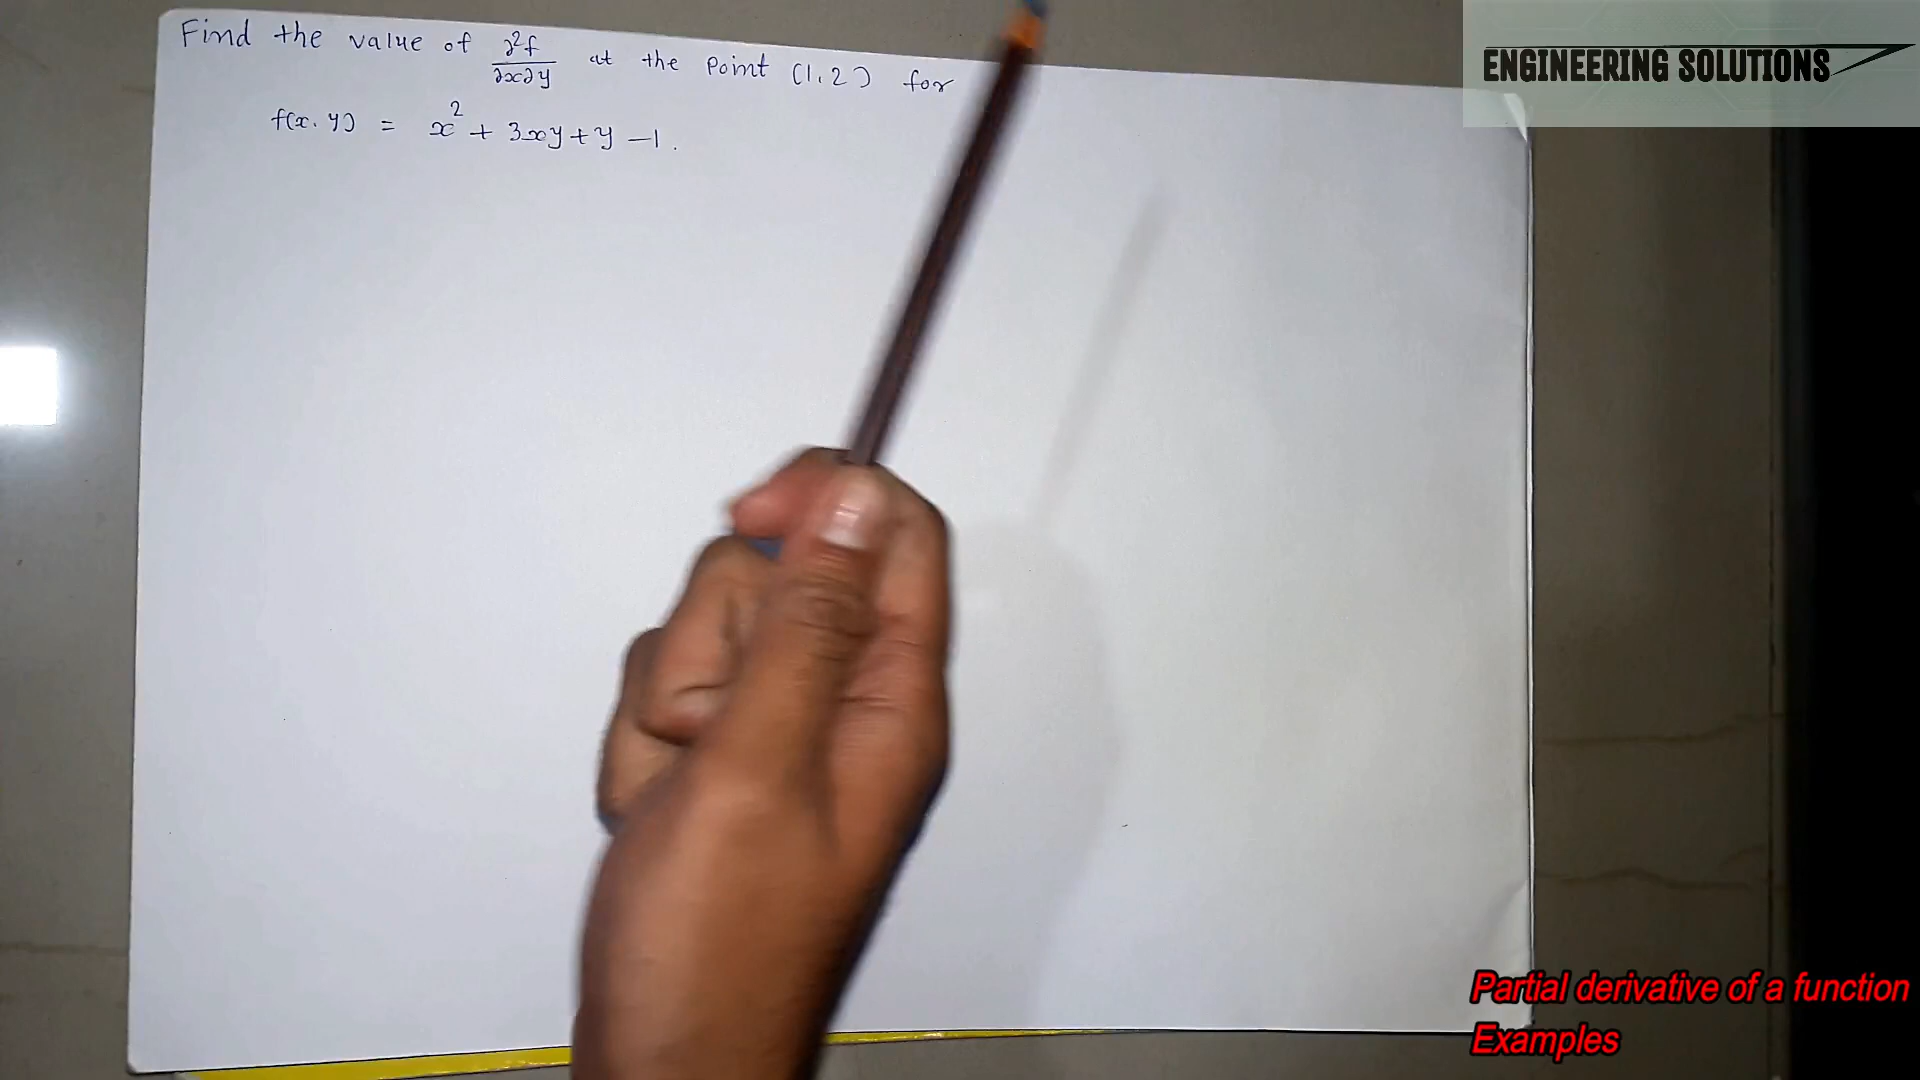 Find the value of ∂²f/∂x∂y at the point (1,2) for
f(x,y) = x² + 3xy + y - 1.
ENGINEERING SOLUTIONS
Partial derivative of a function
Examples